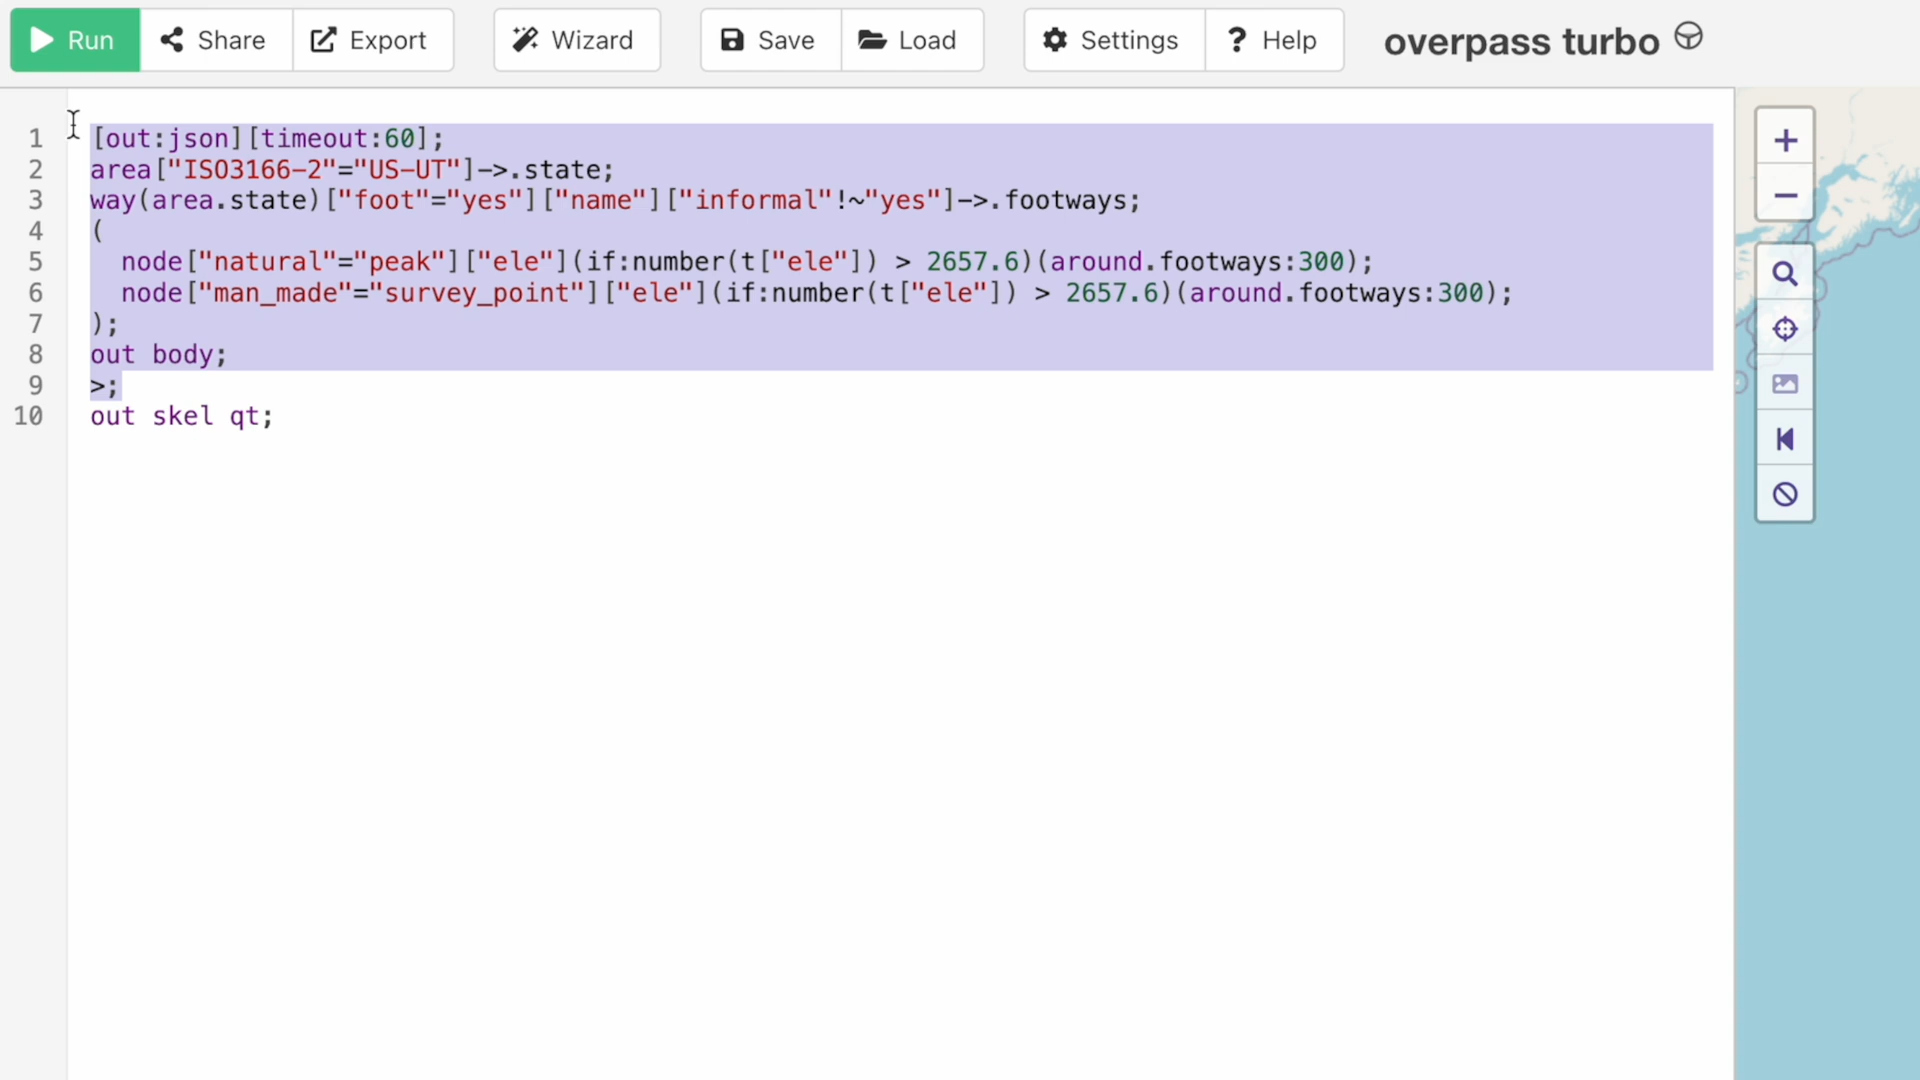 Run Share Export Wizard Save Load Settings ? Help overpass turbo
1 [out:json][timeout:60];
2 area["ISO3166-2"="US-UT"]->.state;
3 way(area.state)["foot"="yes"]["name"]["informal"!~"yes"]->.footways;
4 (
5 node["natural"="peak"]["ele"](if:number(t["ele"]) > 2657.6)(around.footways:300);
6 node["man_made"="survey_point"]["ele"](if:number(t["ele"]) > 2657.6)(around.footways:300);
7 );
8 out body;
9 >;
10 out skel qt;